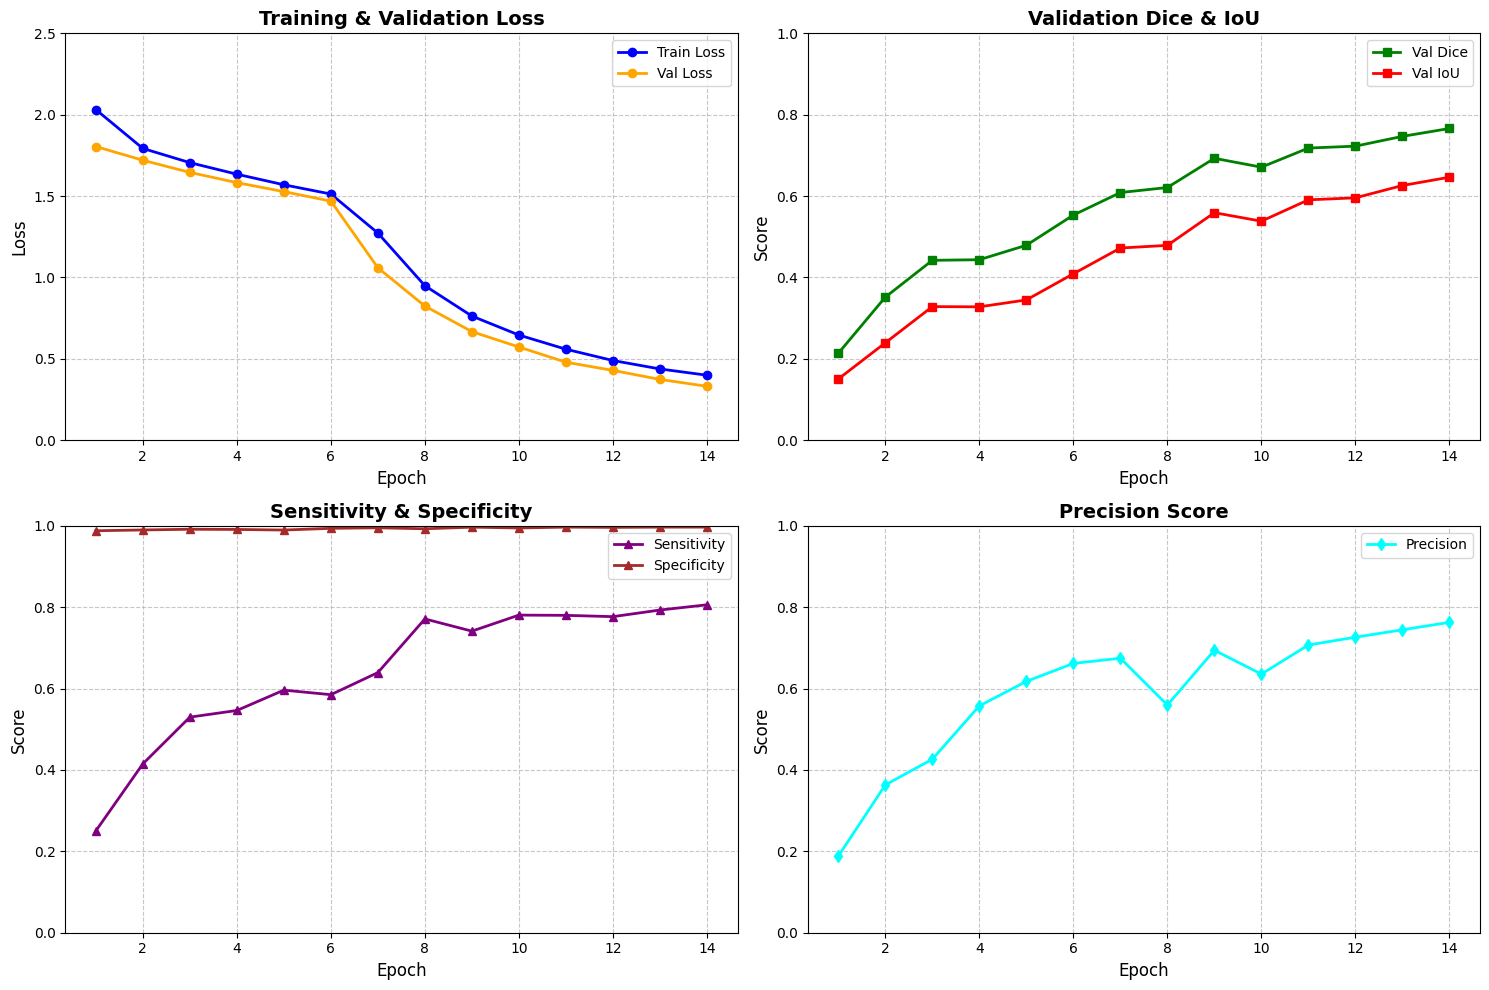 Training & Validation Loss
2.5
2.0
1.5
1.0
0.5
0.0
Loss
Train Loss
Val Loss
2 4 6 8 10 12 14
Epoch
Validation Dice & IoU
1.0
0.8
0.6
0.4
0.2
0.0
Score
Val Dice
Val IoU
2 4 6 8 10 12 14
Epoch
Sensitivity & Specificity
1.0
0.8
0.6
0.4
0.2
0.0
Score
Sensitivity
Specificity
2 4 6 8 10 12 14
Epoch
Precision Score
1.0
0.8
0.6
0.4
0.2
0.0
Score
Precision
2 4 6 8 10 12 14
Epoch